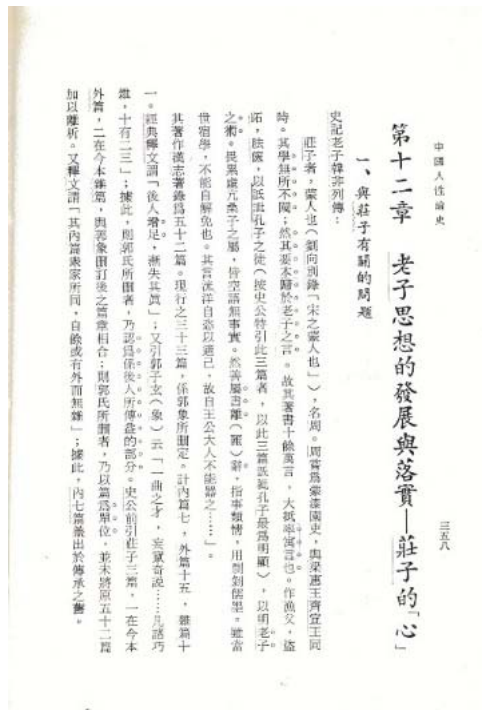 中國人性論史
三五八
第十二章 老子思想的發展與落實—莊子的「心」
一、與莊子有關的問題
史記老子韓非列傳：
莊子者，蒙人也（劉向別錄「宋之蒙人也」），名周。周嘗爲蒙漆園吏，與梁惠王齊宣王同
時。其學無所不闚；然其要本歸於老子之言。故其著書十餘萬言，大抵率寓言也。作漁父，盜
跖，胠篋，以詆訿孔子之徒（按史公特引此三篇者，以此三篇詆訿孔子最爲明顯），以明老子
之術。畏累虛亢桑子之屬，皆空語無事實。然善屬書離（麗）辭，指事類情，用剽剝儒墨。雖當
世宿學，不能自解免也。其言洸洋自恣以適己，故自王公大人不能器之……」。
其著作漢志著錄爲五十二篇。現行之三十三篇，係郭象所刪定。計內篇七，外篇十五，雜篇十
一。經典釋文謂「後人增足，漸失其眞」；又引郭子玄（象）云「一曲之才，妄竄奇說……凡諸巧
雜，十有二三」；據此，則郭氏所刪者，乃認爲係後人所傅益的部分。史公前引莊子三篇，一在今本
外篇，二在今本雜篇，與郭象刪訂後之篇章相合；則郭氏所刪者，乃以篇爲單位，並未將原五十二篇
加以離析。又釋文謂「其內篇衆家所同，自餘或有外而無雜」；據此，內七篇蓋出於傳承之舊。